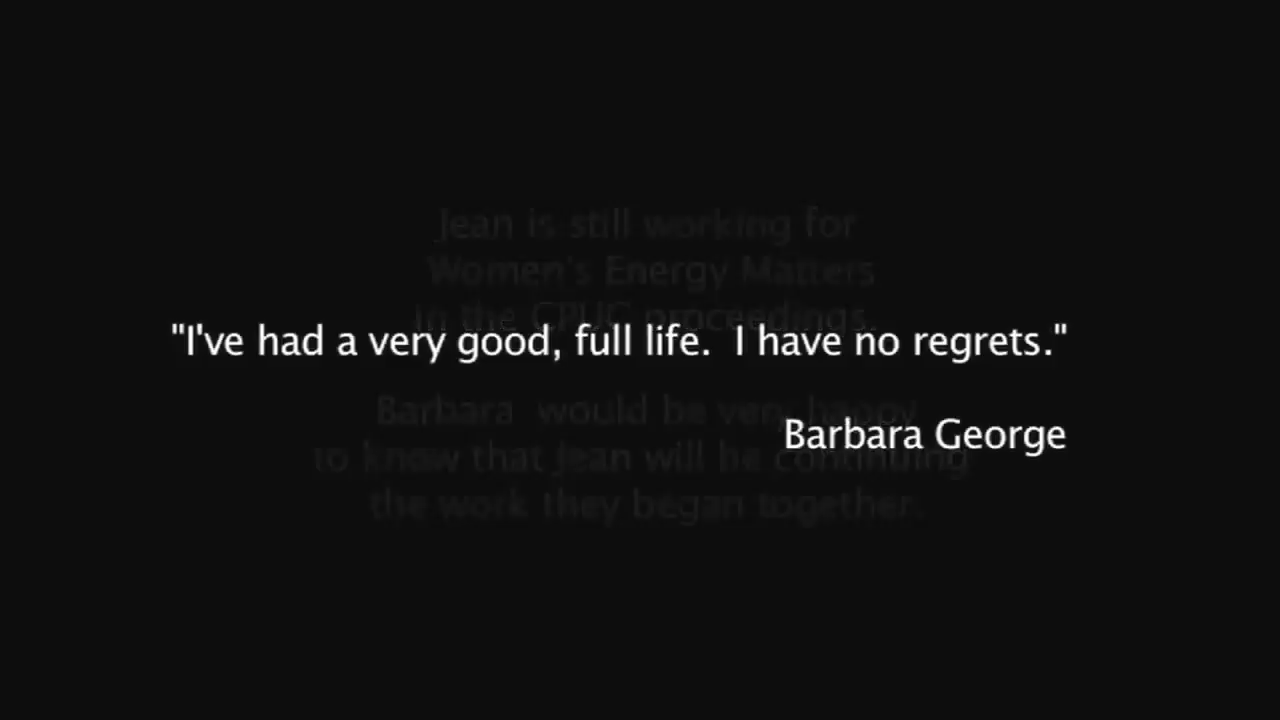 Jean is still working for
Women's Energy Matters
in the CPUC proceedings.
"I've had a very good, full life.  I have no regrets."
Barbara  would be very happy
Barbara George
to know that Jean will be continuing
the work they began together.